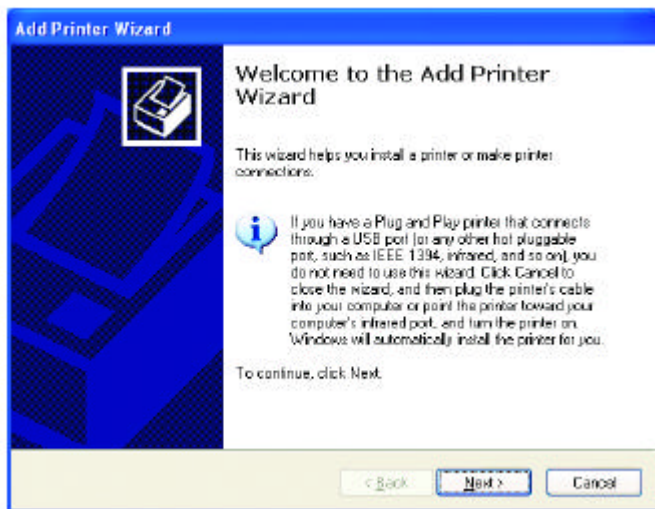 Add Printer Wizard
Welcome to the Add Printer
Wizard
This wizard helps you install a printer or make printer
connections.
If you have a Plug and Play printer that connects
through a USB port (or any other hot pluggable
port, such as IEEE 1394, infrared, and so on), you
do not need to use this wizard. Click Cancel to
close the wizard, and then plug the printer's cable
into your computer or point the printer toward your
computer's infrared port, and turn the printer on.
Windows will automatically install the printer for you.
To continue, click Next.
< Back
Next >
Cancel